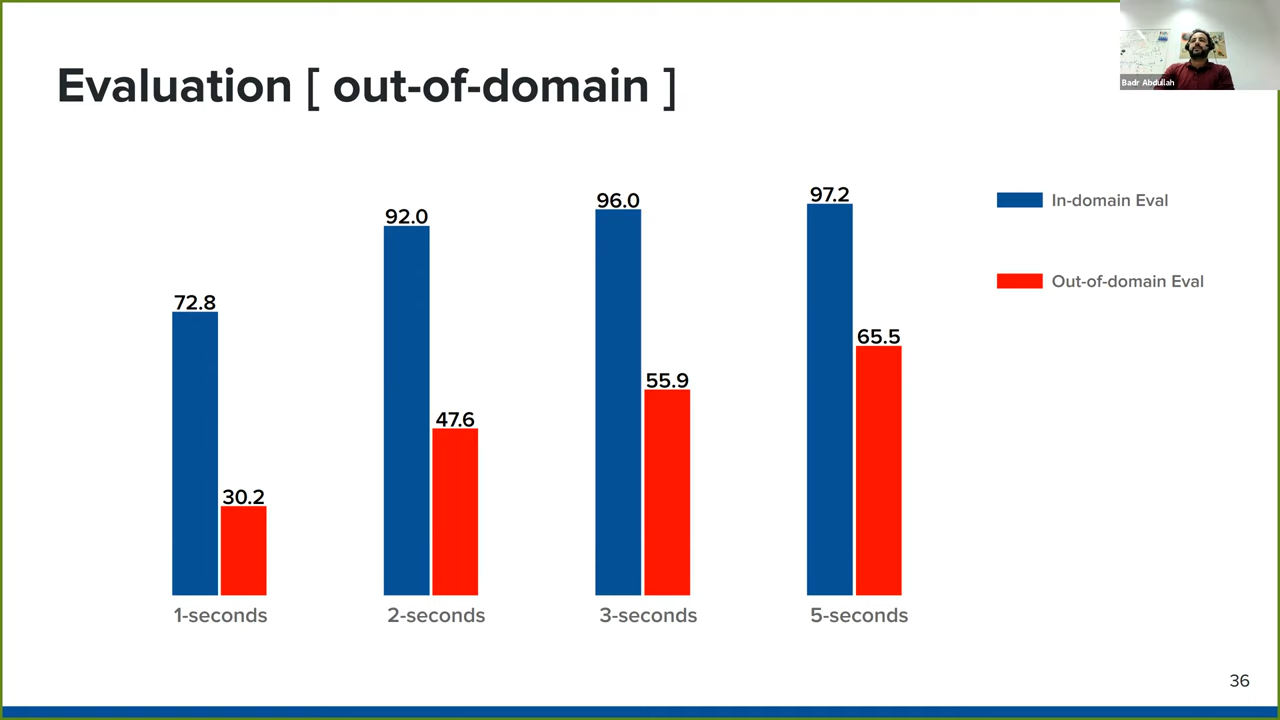 Evaluation [ out-of-domain ]
Badr Abdullah
97.2
96.0
92.0
72.8
65.5
55.9
47.6
30.2
In-domain Eval
Out-of-domain Eval
1-seconds
2-seconds
3-seconds
5-seconds
36